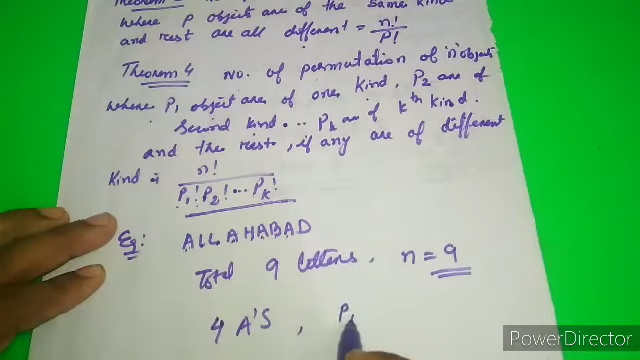 Theorem
where P object are of the same kind
and rest are all different = n!/P!
Theorem 4 No. of permutation of 'n' object
where P₁ object are of one kind, P₂ are of
Second kind ... Pₖ are of kᵗʰ kind.
and the rest, if any are of different
kind is n!/P₁! P₂! ... Pₖ!
Eg: ALLAHABAD
Total 9 letters, n = 9
4 A'S , P₁
PowerDirector